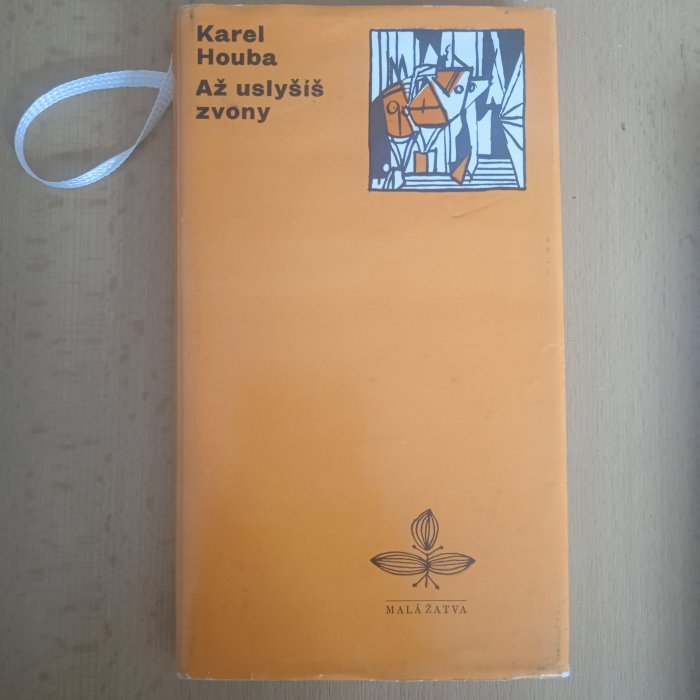 Karel
Houba
Až uslyšíš
zvony
MALÁ ŽATVA